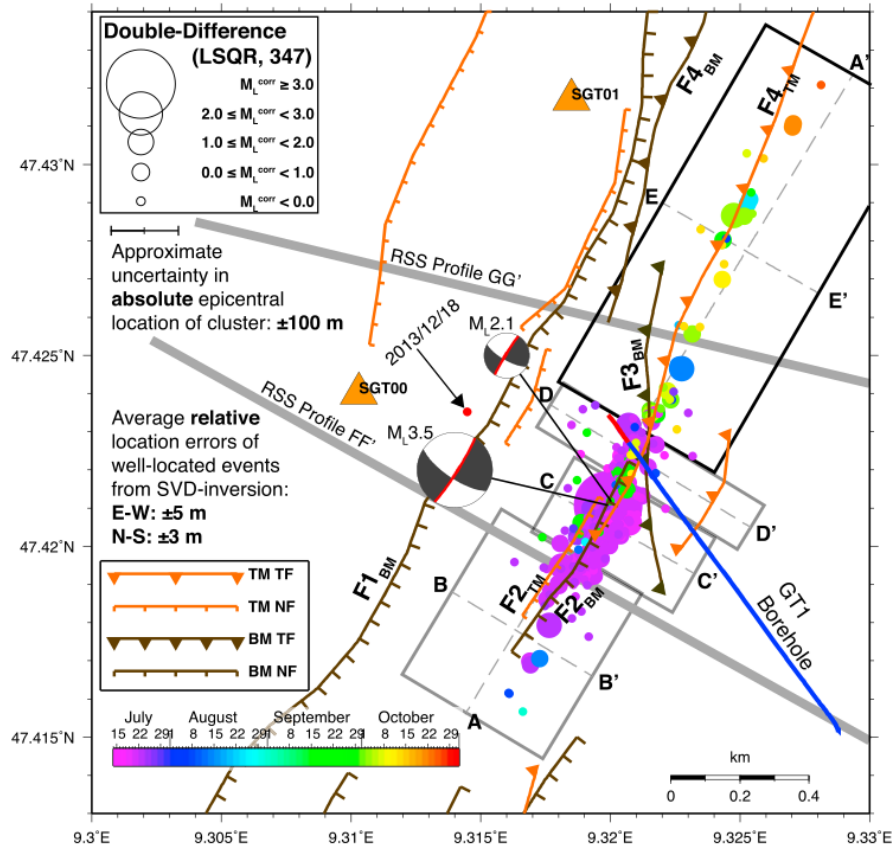 Double-Difference
(LSQR, 347)
M_L^corr ≥ 3.0
2.0 ≤ M_L^corr < 3.0
1.0 ≤ M_L^corr < 2.0
0.0 ≤ M_L^corr < 1.0
M_L^corr < 0.0
Approximate
uncertainty in
absolute epicentral
location of cluster: ±100 m
Average relative
location errors of
well-located events
from SVD-inversion:
E-W: ±5 m
N-S: ±3 m
TM TF
TM NF
BM TF
BM NF
July August September October
15 22 29 1 8 15 22 29 1 8 15 22 29 1 8 15 22 29
SGT01
SGT00
F4_BM
F4_TM
A'
E
E'
RSS Profile GG'
RSS Profile FF'
2013/12/18
M_L2.1
M_L3.5
F3_BM
D
D'
C
C'
B
B'
A
F1_BM
F2_TM
F2_BM
GT1
Borehole
km
0 0.2 0.4
47.43°N
47.425°N
47.42°N
47.415°N
9.3°E 9.305°E 9.31°E 9.315°E 9.32°E 9.325°E 9.33°E